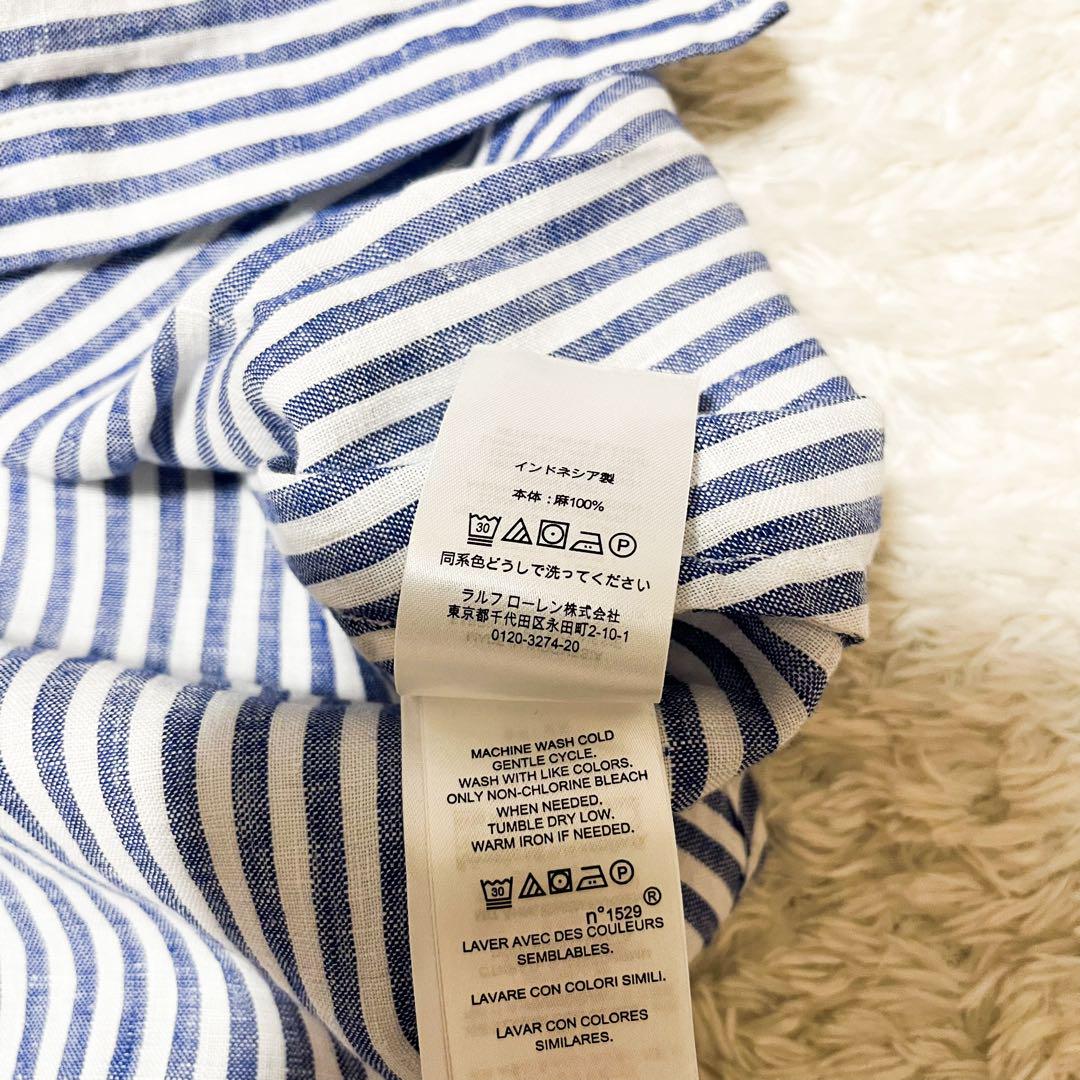 インドネシア製
本体：麻100%
30 P
同系色どうしで洗ってください
ラルフ ローレン株式会社
東京都千代田区永田町2-10-1
0120-3274-20
MACHINE WASH COLD
GENTLE CYCLE.
WASH WITH LIKE COLORS.
ONLY NON-CHLORINE BLEACH
WHEN NEEDED.
TUMBLE DRY LOW.
WARM IRON IF NEEDED.
30 P
n°1529 ®
LAVER AVEC DES COULEURS
SEMBLABLES.
LAVARE CON COLORI SIMILI.
LAVAR CON COLORES
SIMILARES.